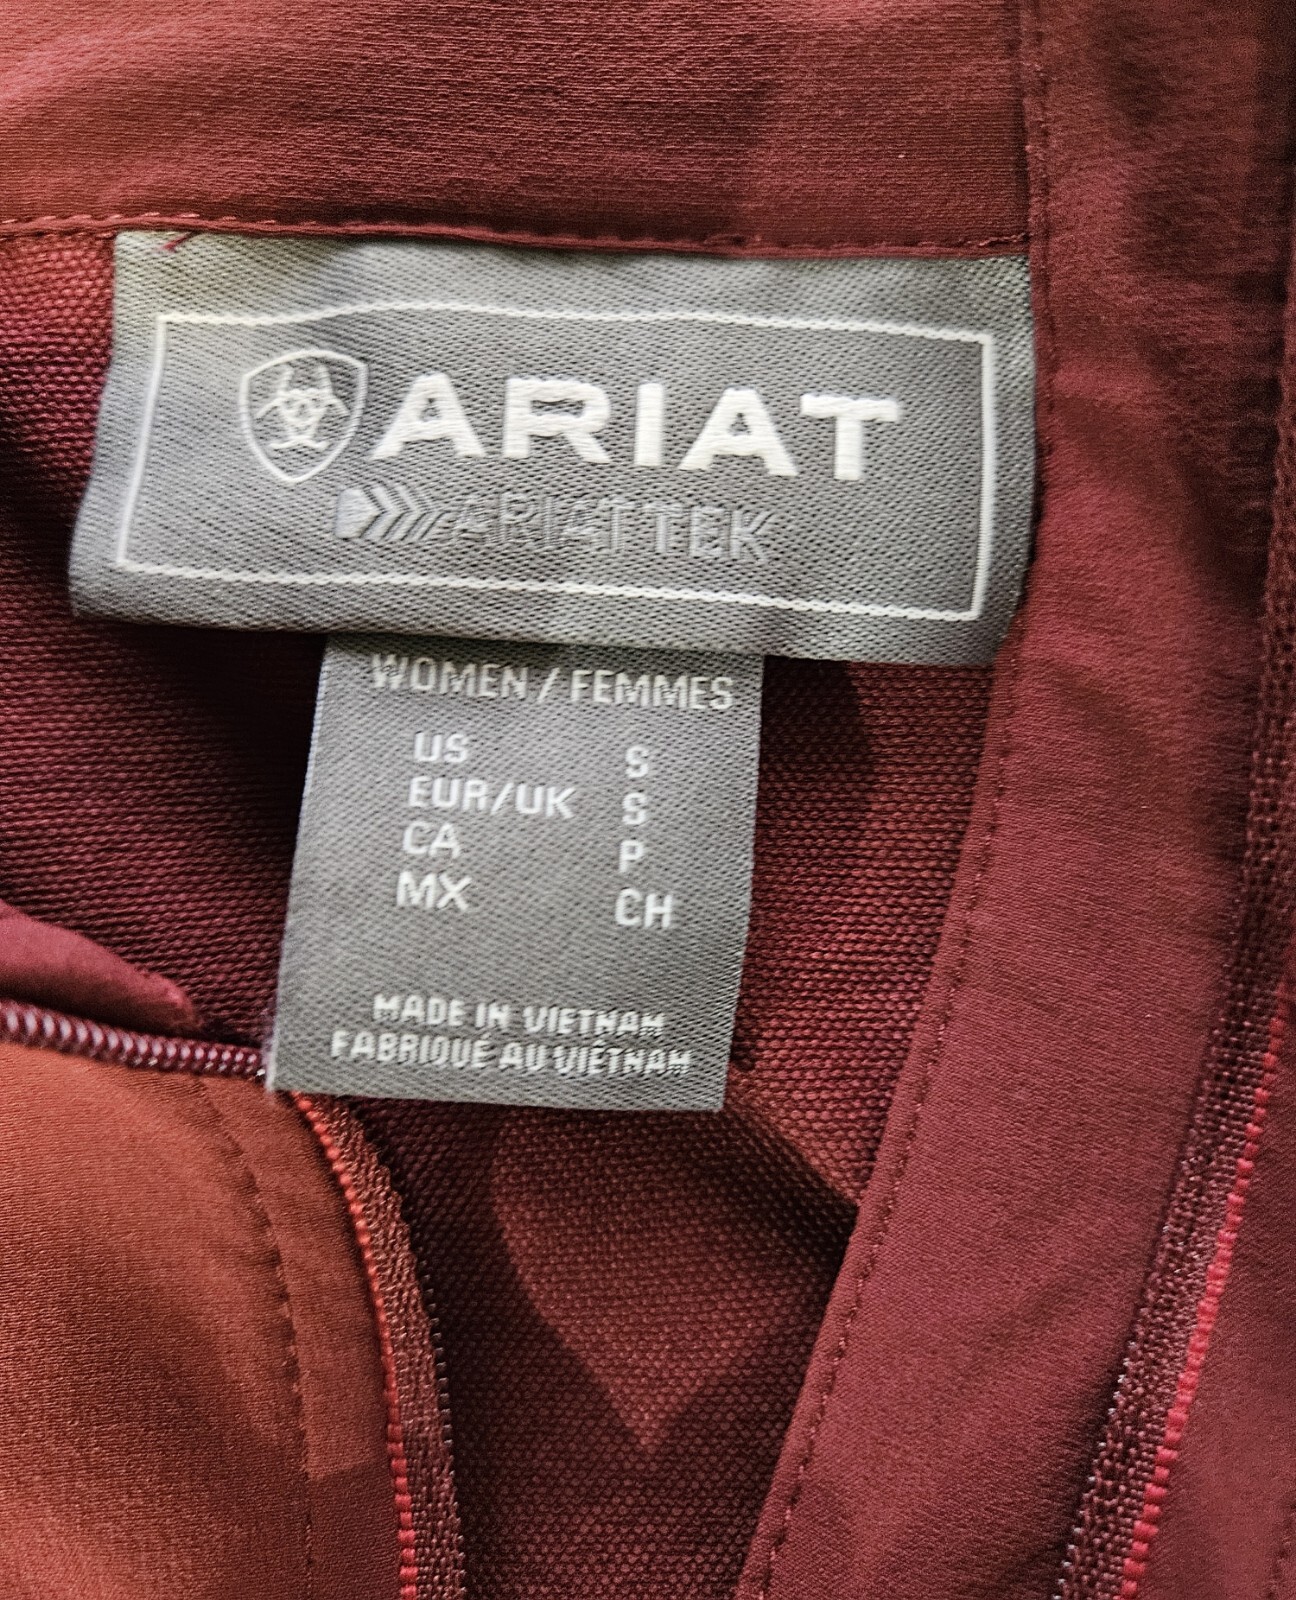 ARIAT
ARIATTEK
WOMEN / FEMMES
US S
EUR/UK S
CA P
MX CH
MADE IN VIETNAM
FABRIQUÉ AU VIÊTNAM